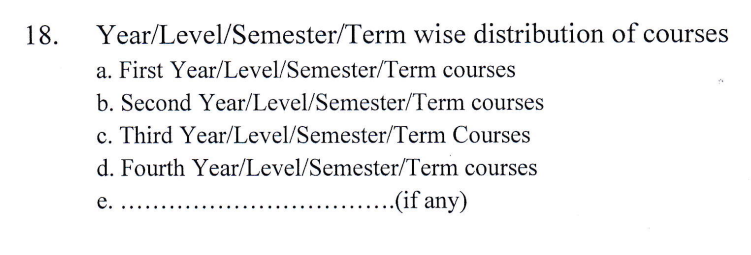 18. Year/Level/Semester/Term wise distribution of courses
a. First Year/Level/Semester/Term courses
b. Second Year/Level/Semester/Term courses
c. Third Year/Level/Semester/Term Courses
d. Fourth Year/Level/Semester/Term courses
e. ..................................(if any)